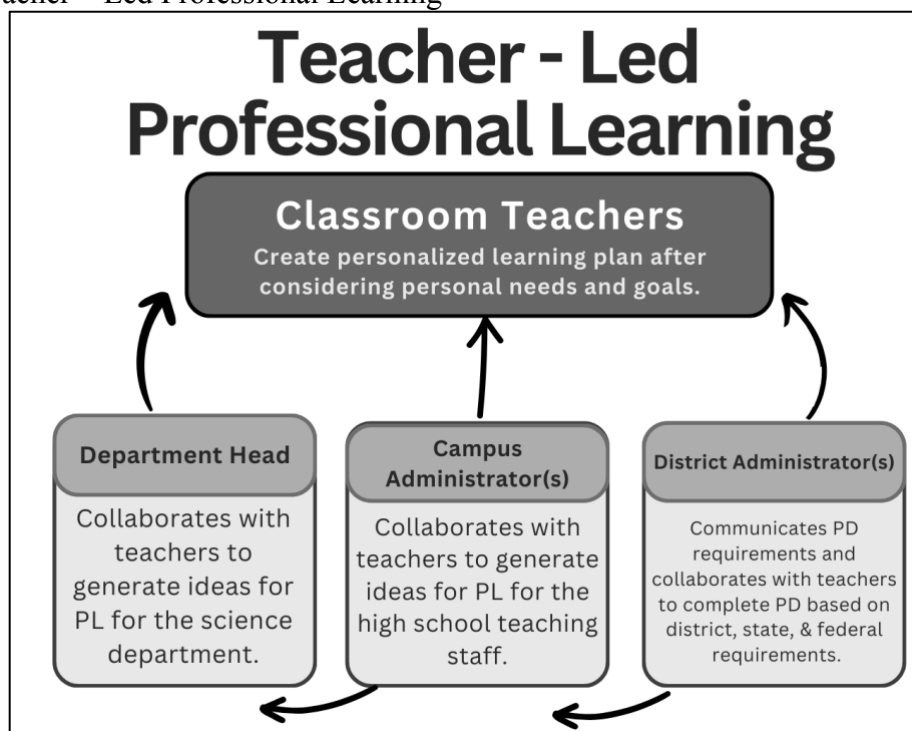 Led Professional Learning
Teacher - Led
Professional Learning
Classroom Teachers
Create personalized learning plan after
considering personal needs and goals.
Department Head
Collaborates with
teachers to
generate ideas for
PL for the science
department.
Campus
Administrator(s)
Collaborates with
teachers to generate
ideas for PL for the
high school teaching
staff.
District Administrator(s)
Communicates PD
requirements and
collaborates with teachers
to complete PD based on
district, state, & federal
requirements.